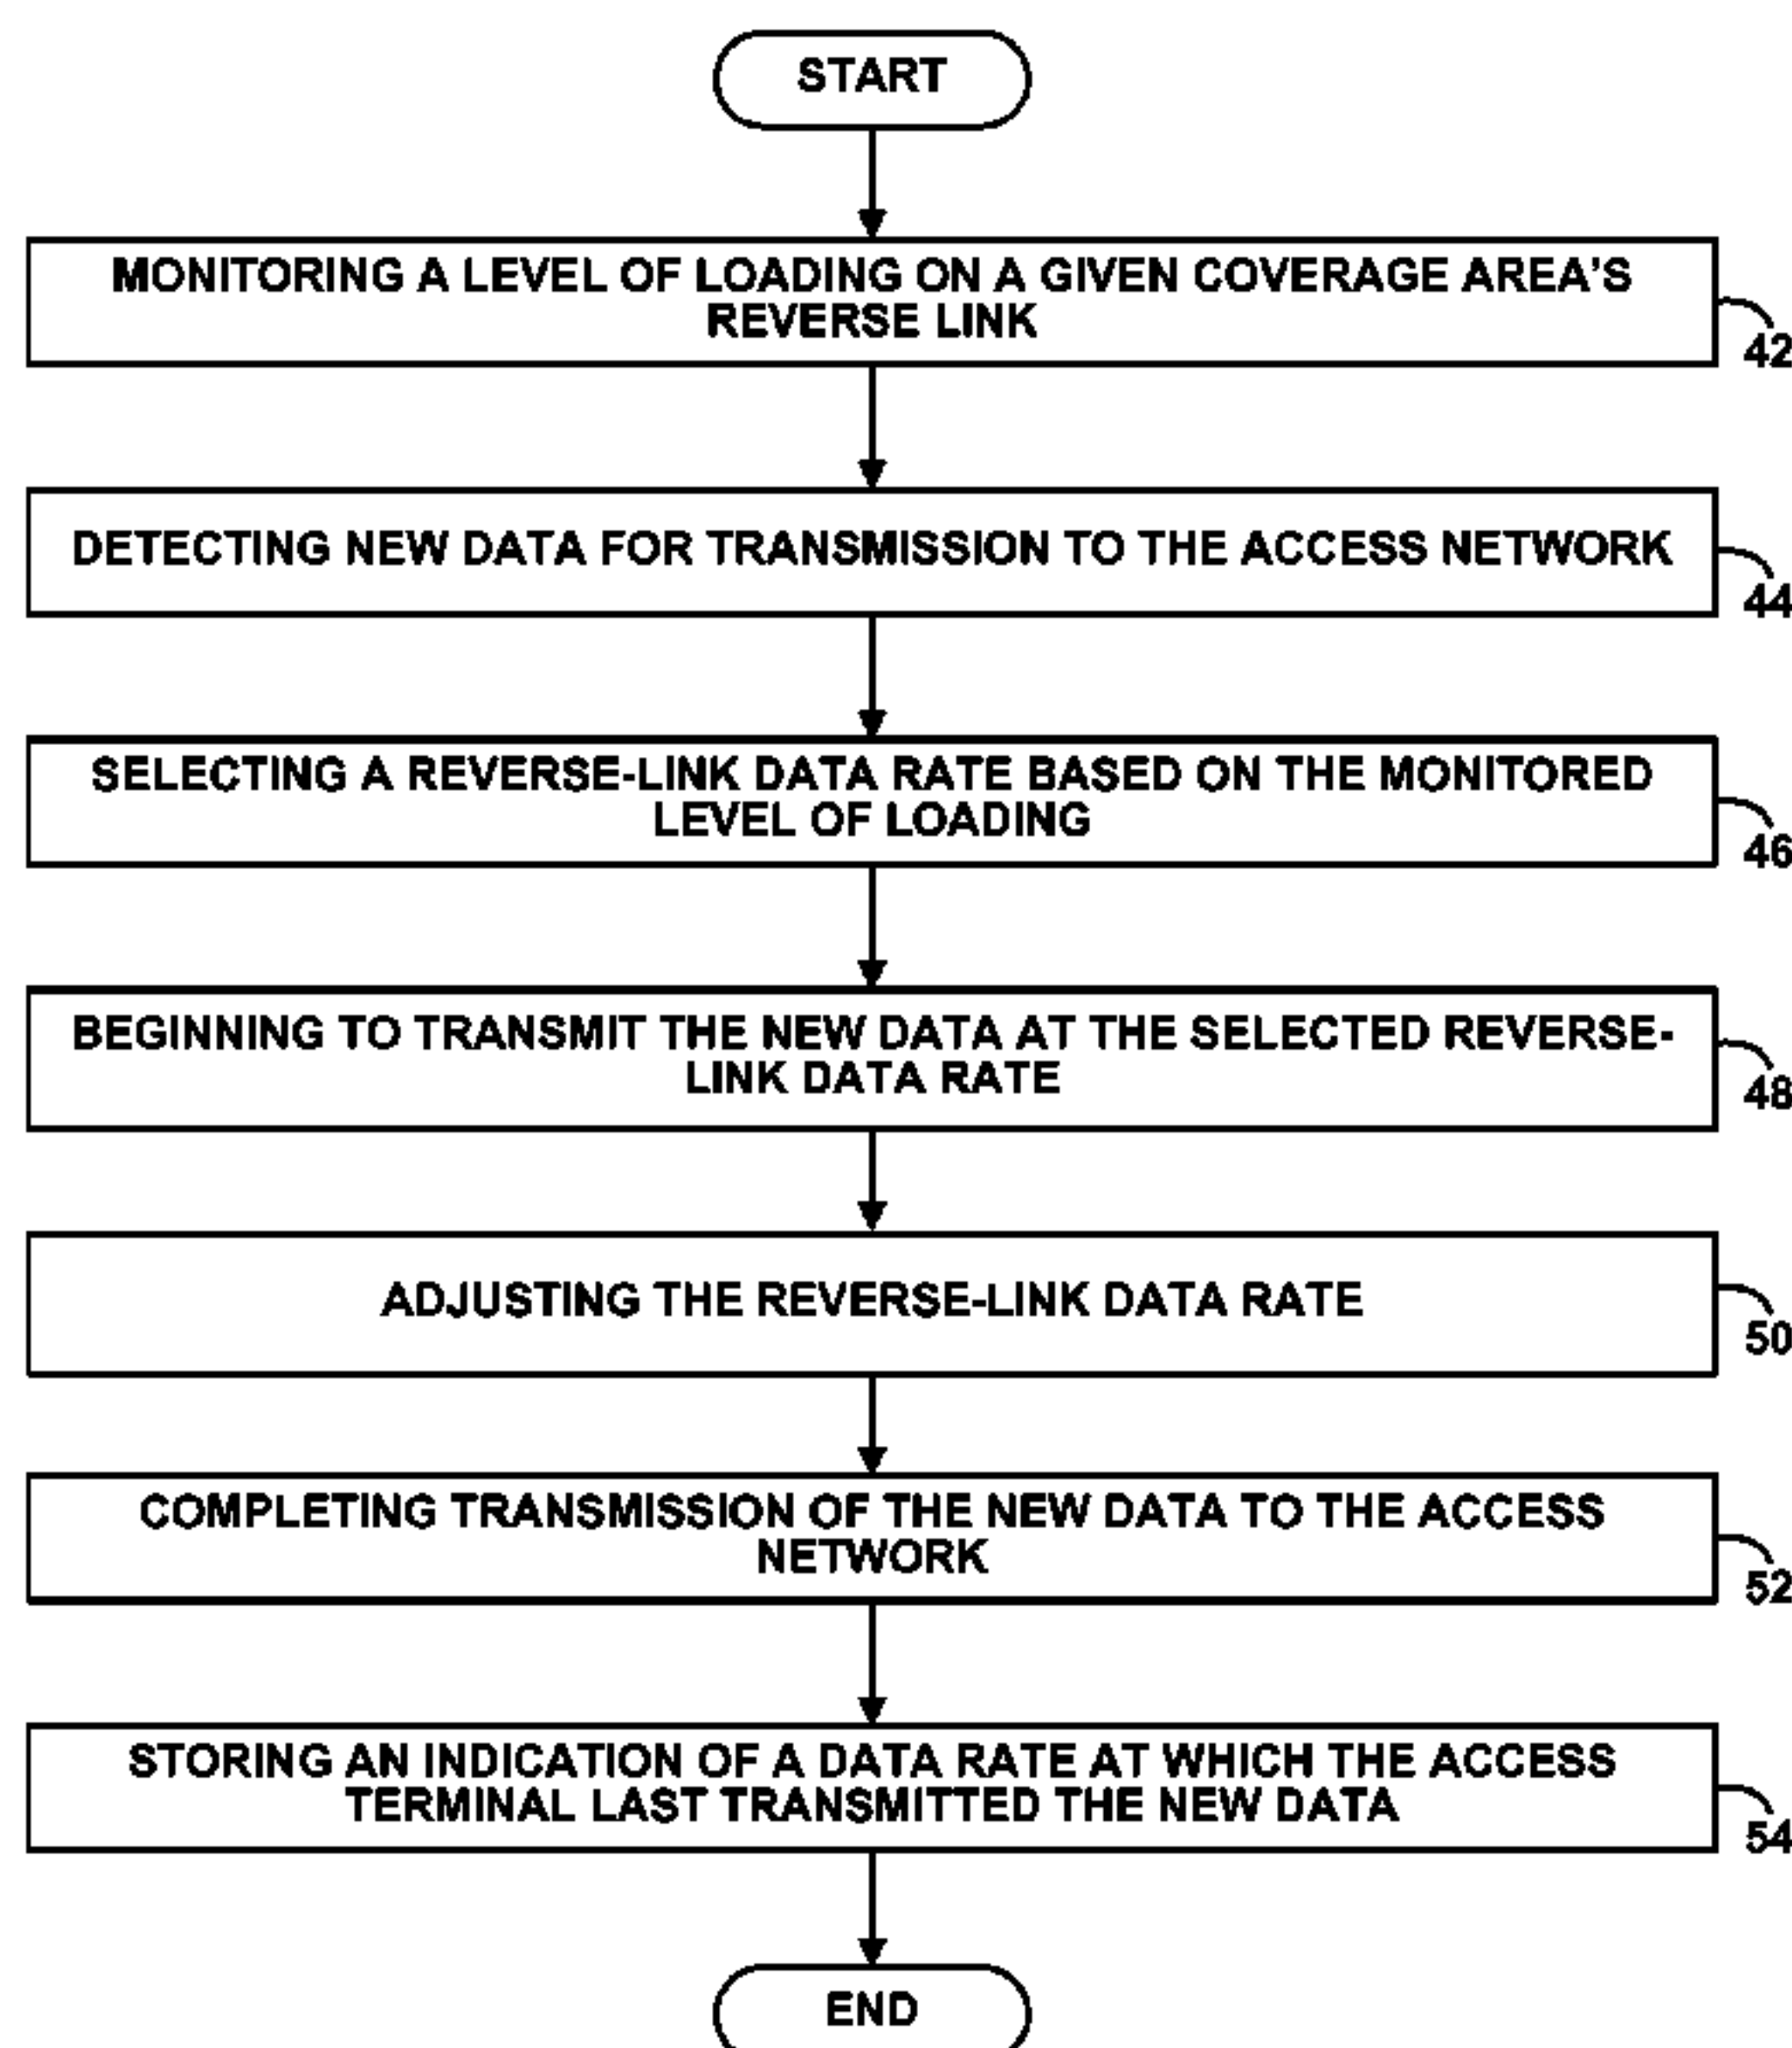 START
MONITORING A LEVEL OF LOADING ON A GIVEN COVERAGE AREA'S
REVERSE LINK
42
DETECTING NEW DATA FOR TRANSMISSION TO THE ACCESS NETWORK
44
SELECTING A REVERSE-LINK DATA RATE BASED ON THE MONITORED
LEVEL OF LOADING
46
BEGINNING TO TRANSMIT THE NEW DATA AT THE SELECTED REVERSE-
LINK DATA RATE
48
ADJUSTING THE REVERSE-LINK DATA RATE
50
COMPLETING TRANSMISSION OF THE NEW DATA TO THE ACCESS
NETWORK
52
STORING AN INDICATION OF A DATA RATE AT WHICH THE ACCESS
TERMINAL LAST TRANSMITTED THE NEW DATA
54
END